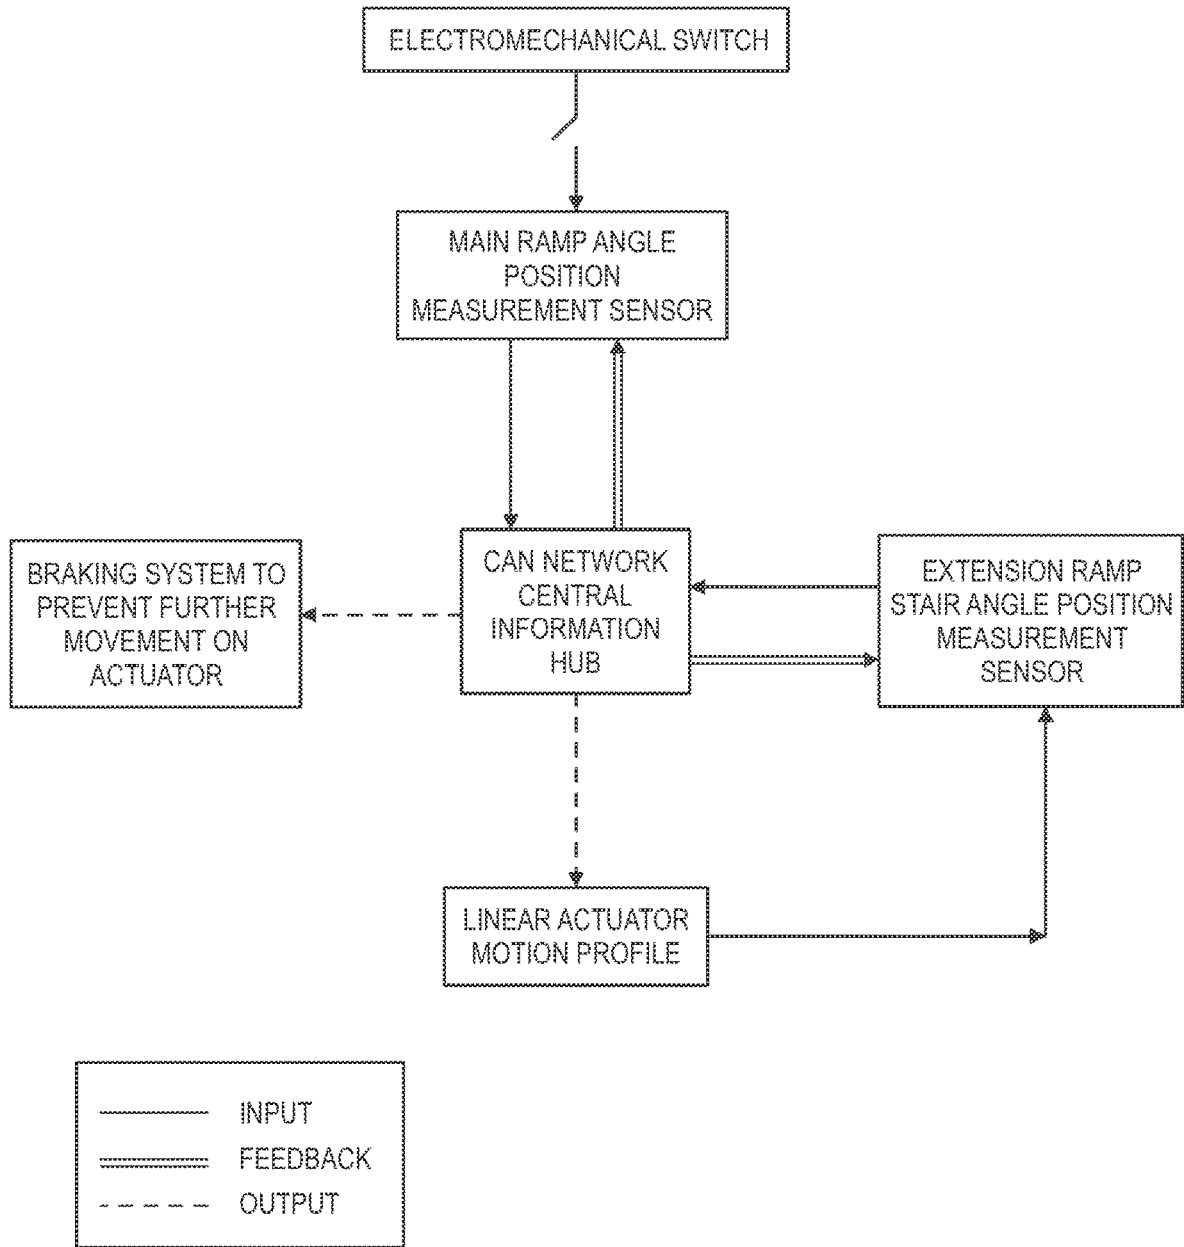 ELECTROMECHANICAL SWITCH
MAIN RAMP ANGLE
POSITION
MEASUREMENT SENSOR
BRAKING SYSTEM TO
PREVENT FURTHER
MOVEMENT ON
ACTUATOR
CAN NETWORK
CENTRAL
INFORMATION
HUB
EXTENSION RAMP
STAIR ANGLE POSITION
MEASUREMENT
SENSOR
LINEAR ACTUATOR
MOTION PROFILE
INPUT
FEEDBACK
OUTPUT